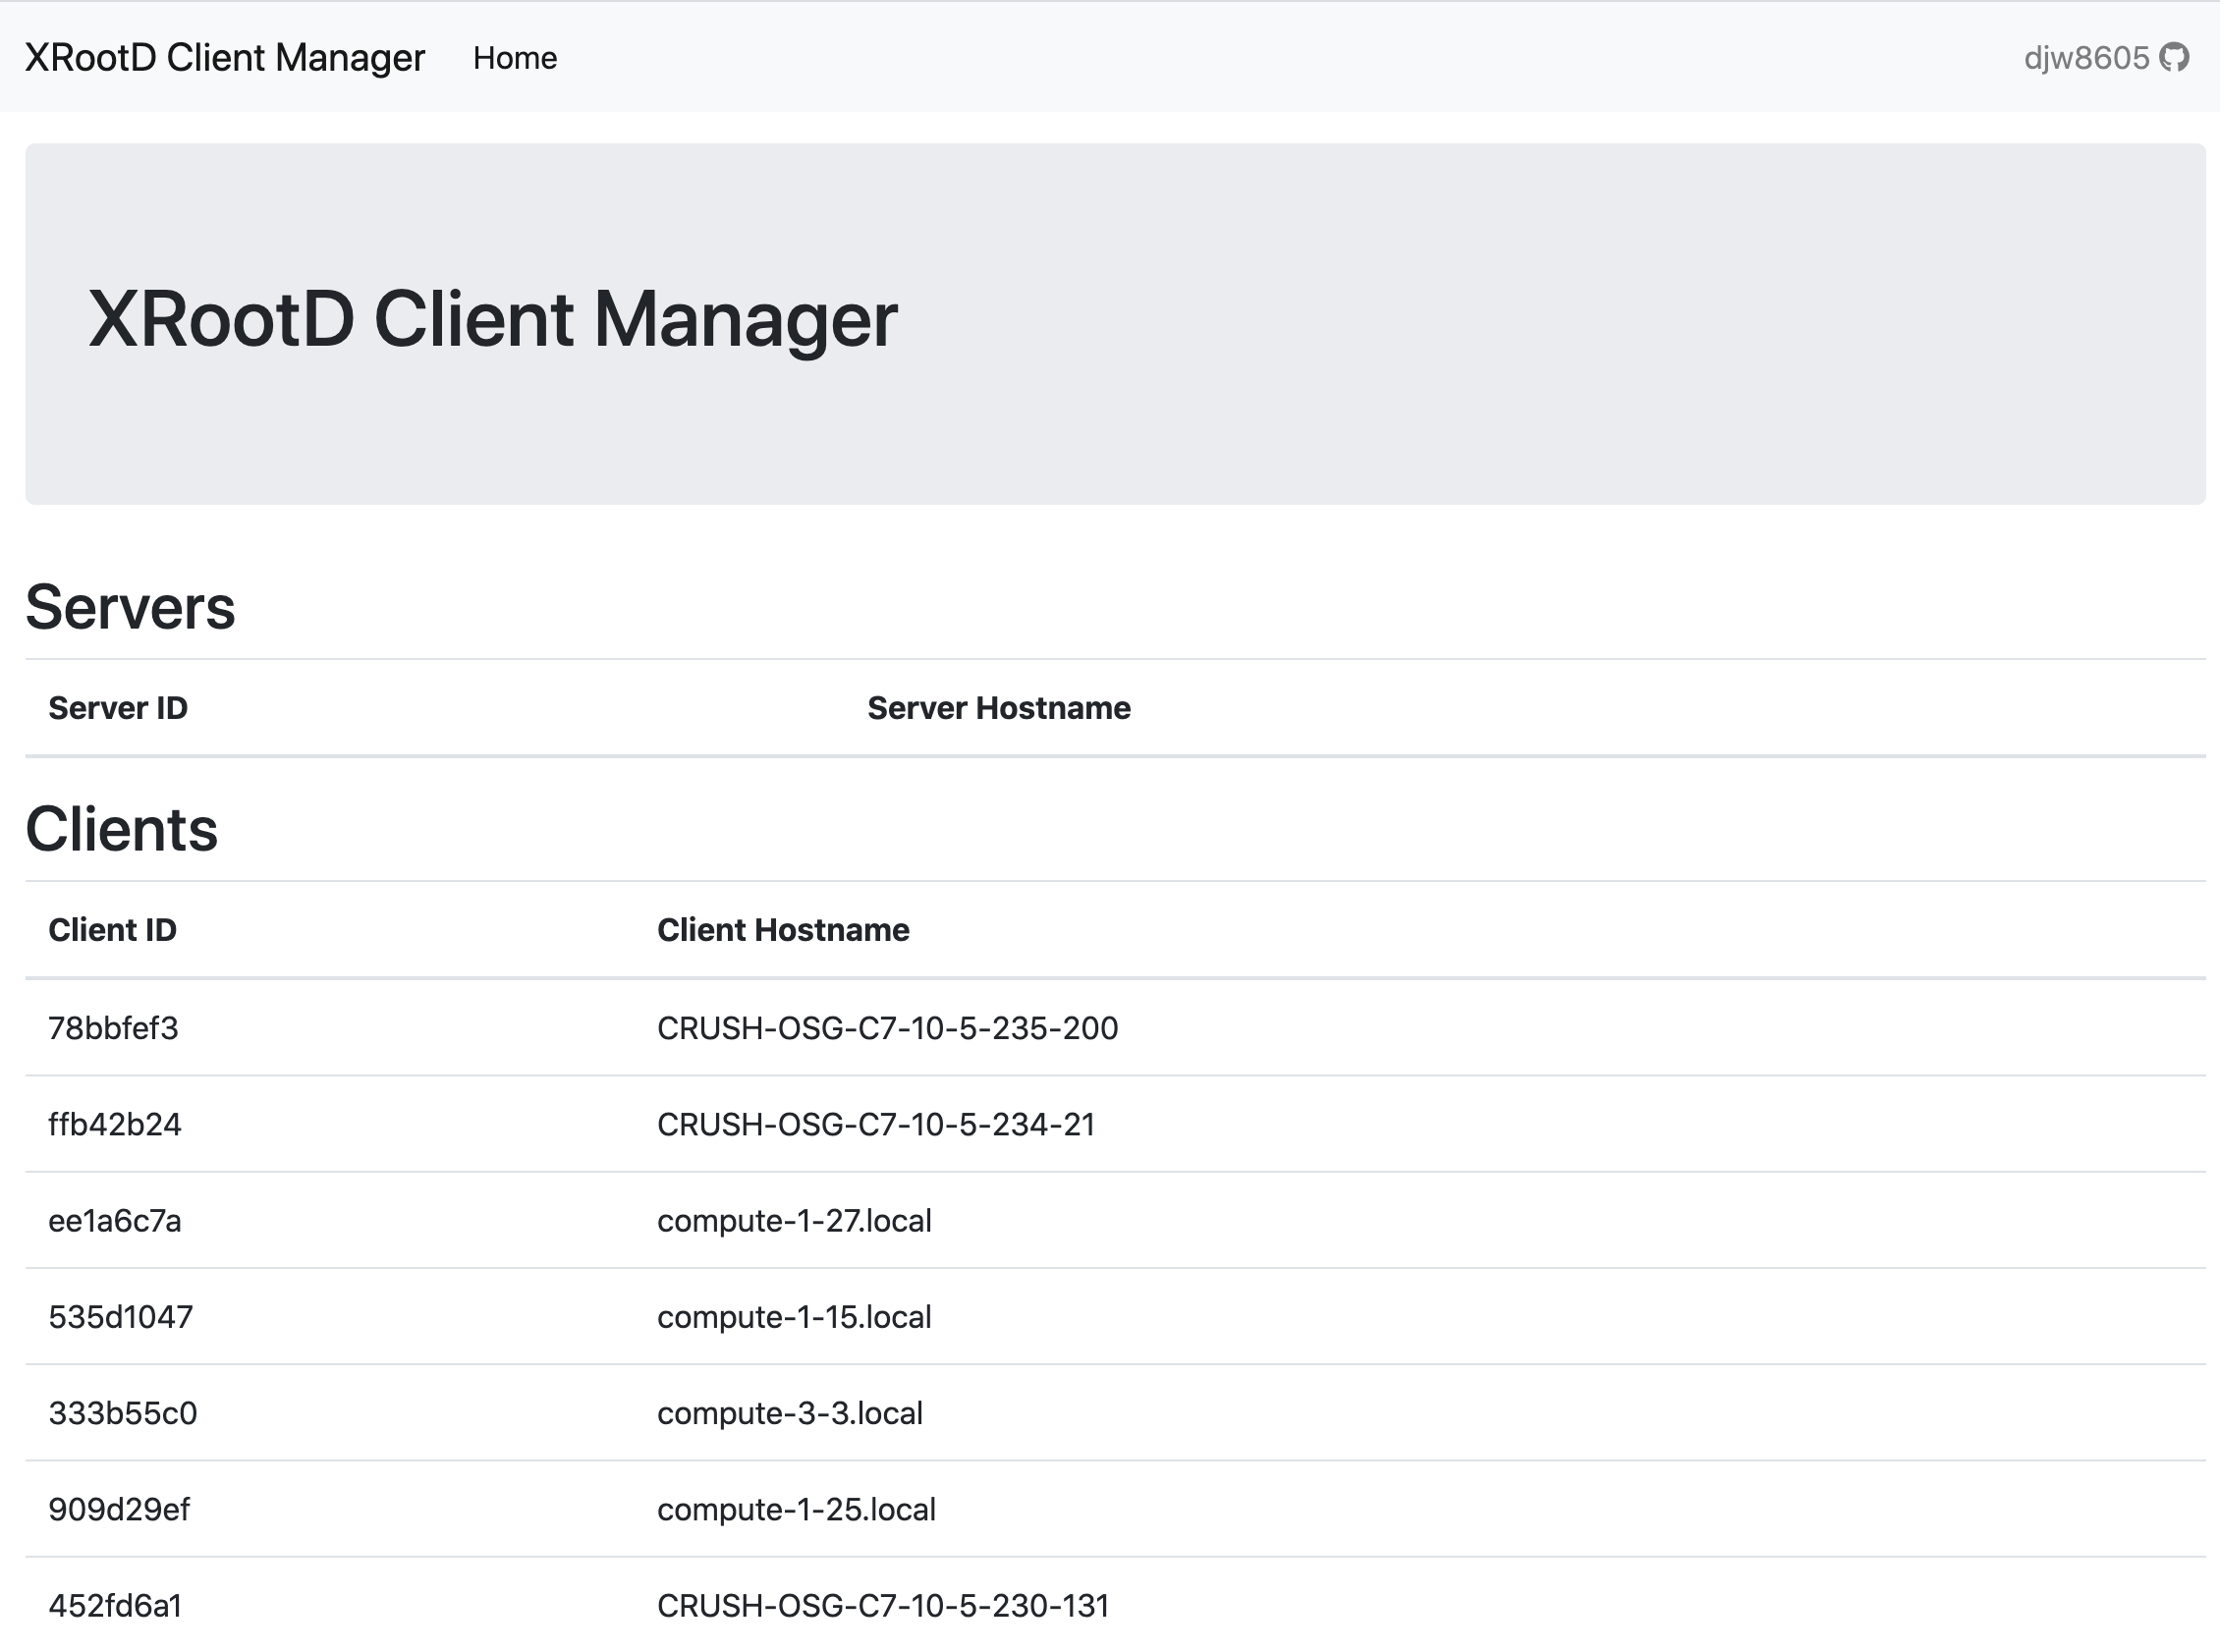 XRootD Client Manager Home djw8605
XRootD Client Manager
Servers
Server ID Server Hostname
Clients
Client ID Client Hostname
78bbfef3 CRUSH-OSG-C7-10-5-235-200
ffb42b24 CRUSH-OSG-C7-10-5-234-21
ee1a6c7a compute-1-27.local
535d1047 compute-1-15.local
333b55c0 compute-3-3.local
909d29ef compute-1-25.local
452fd6a1 CRUSH-OSG-C7-10-5-230-131